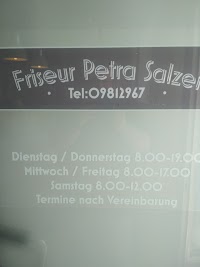 Friseur Petra Salzer
· Tel:09812967 ·
Dienstag / Donnerstag 8.00-19.00
Mittwoch / Freitag 8.00-17.00
Samstag 8.00-12.00
Termine nach Vereinbarung